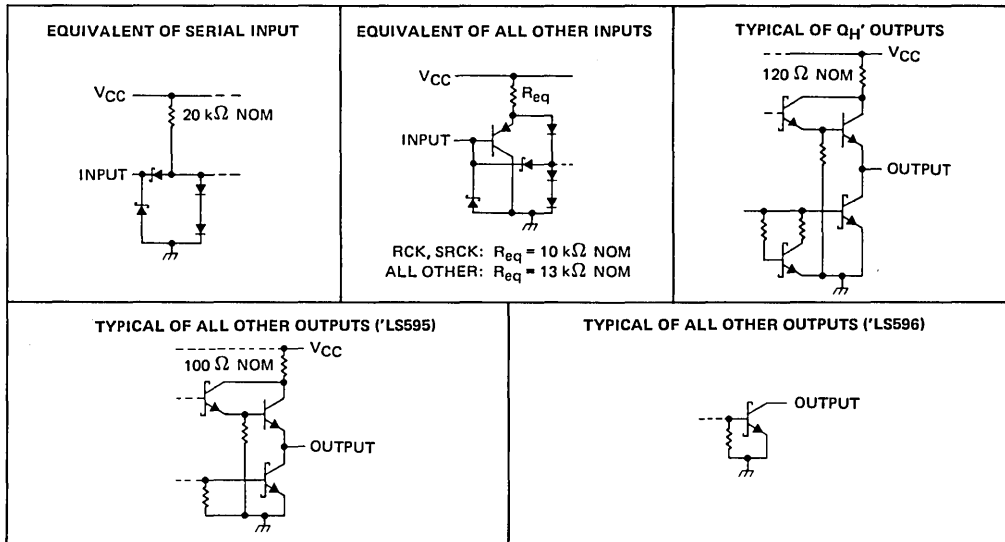 EQUIVALENT OF SERIAL INPUT
VCC
20 kΩ NOM
INPUT
EQUIVALENT OF ALL OTHER INPUTS
VCC
Req
INPUT
RCK, SRCK: Req = 10 kΩ NOM
ALL OTHER: Req = 13 kΩ NOM
TYPICAL OF QH' OUTPUTS
VCC
120 Ω NOM
OUTPUT
TYPICAL OF ALL OTHER OUTPUTS ('LS595)
VCC
100 Ω NOM
OUTPUT
TYPICAL OF ALL OTHER OUTPUTS ('LS596)
OUTPUT